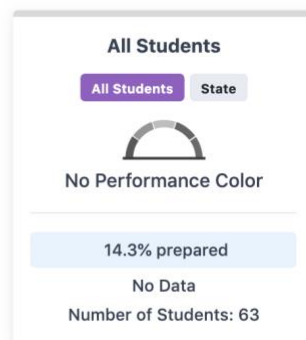 All Students
All Students State
No Performance Color
14.3% prepared
No Data
Number of Students: 63